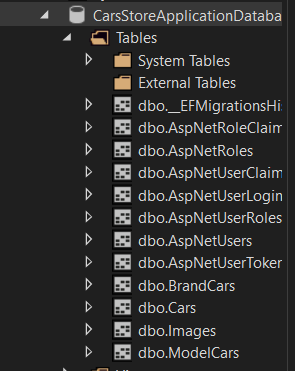 CarsStoreApplicationDataba
Tables
System Tables
External Tables
dbo.__EFMigrationsHi
dbo.AspNetRoleClaim
dbo.AspNetRoles
dbo.AspNetUserClaim
dbo.AspNetUserLogin
dbo.AspNetUserRoles
dbo.AspNetUsers
dbo.AspNetUserToken
dbo.BrandCars
dbo.Cars
dbo.Images
dbo.ModelCars